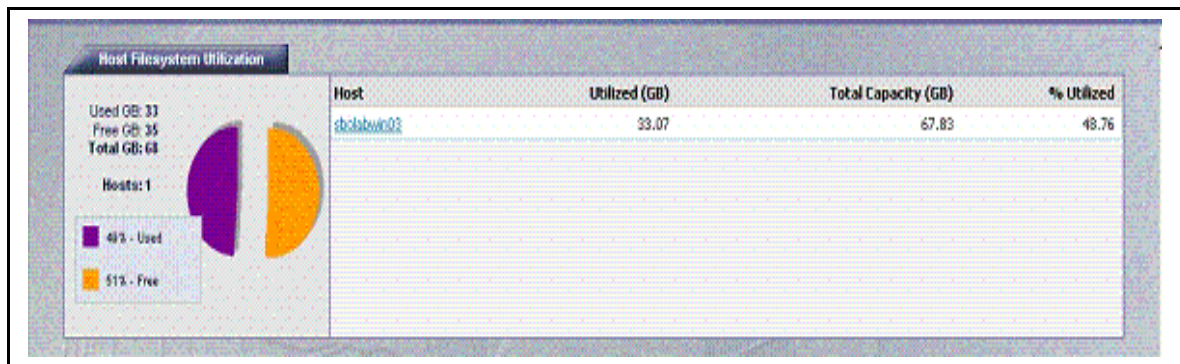 Host Filesystem Utilization
Used GB: 33
Free GB: 35
Total GB: 68
Hosts: 1
49% - Used
51% - Free
Host Utilized (GB) Total Capacity (GB) % Utilized
sbolabwin03 33.07 67.83 48.76